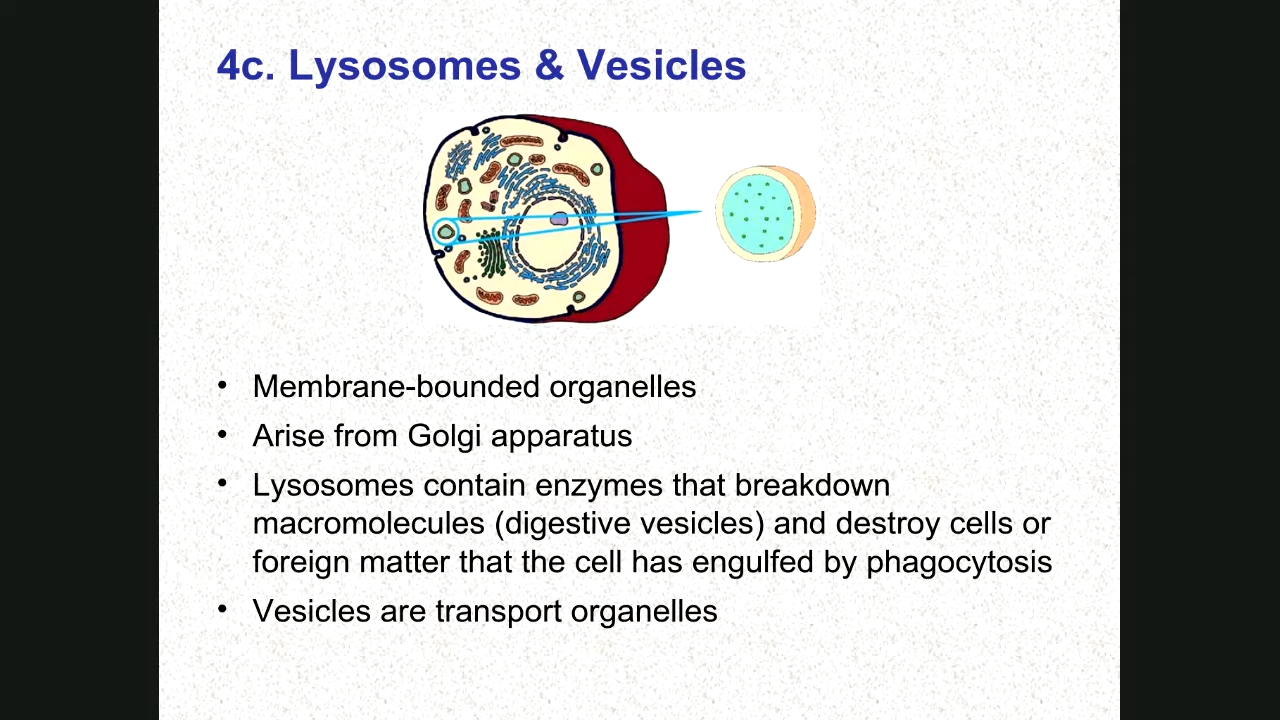 4c. Lysosomes & Vesicles
• Membrane-bounded organelles
• Arise from Golgi apparatus
• Lysosomes contain enzymes that breakdown
macromolecules (digestive vesicles) and destroy cells or
foreign matter that the cell has engulfed by phagocytosis
• Vesicles are transport organelles